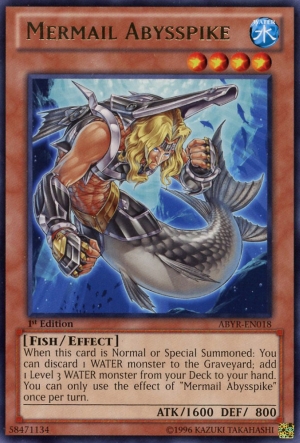 MERMAIL ABYSSPIKE
WATER
水
1st Edition
ABYR-EN018
[FISH/EFFECT]
When this card is Normal or Special Summoned: You
can discard 1 WATER monster to the Graveyard; add
1 Level 3 WATER monster from your Deck to your hand.
You can only use the effect of "Mermail Abysspike"
once per turn.
ATK/1600 DEF/ 800
58471134
©1996 KAZUKI TAKAHASHI